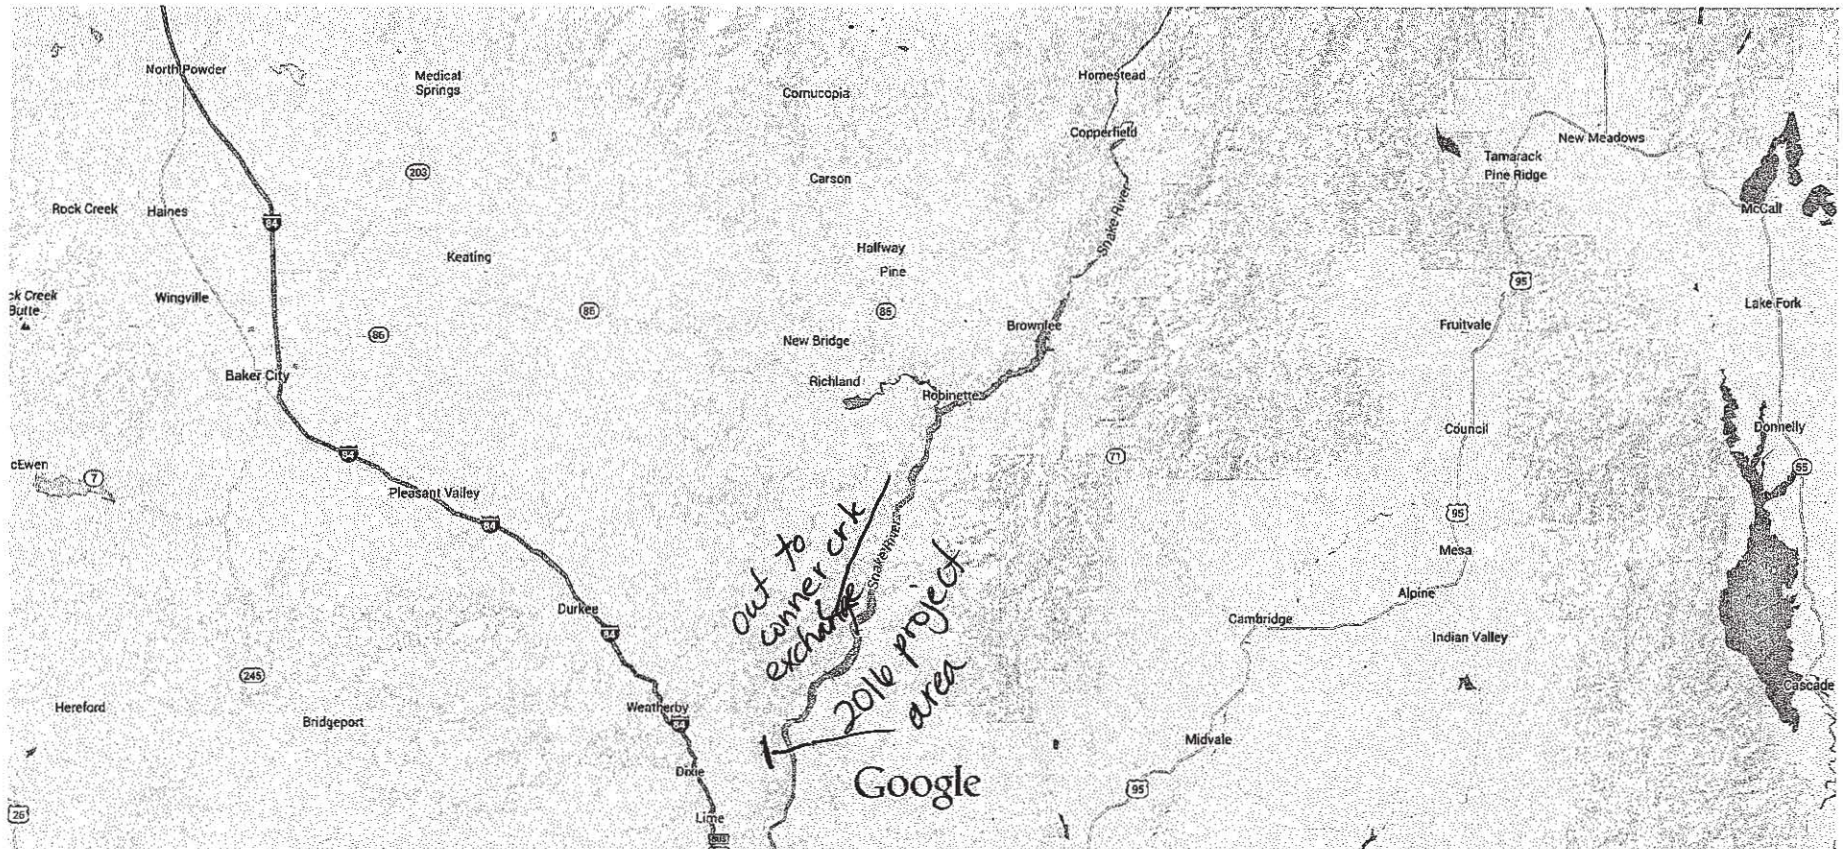 North Powder
Medical
Springs
Cornucopia
Homestead
Copperfield
New Meadows
Tamarack
Pine Ridge
203
Carson
Rock Creek
Haines
84
Snake River
McCall
Halfway
Keating
Pine
95
ck Creek
Butte
Wingville
86
86
86
Lake Fork
Brownlee
Fruitvale
New Bridge
Baker City
Richland
Robinette
Council
Donnelly
84
71
cEwen
7
55
Pleasant Valley
84
95
out to
conner crk
exchange
Snake River
Mesa
2016 project
area
Durkee
84
Alpine
Cambridge
Indian Valley
245
Hereford
Bridgeport
Weatherby
84
Cascade
Midvale
Dixie
Google
95
26
Lime